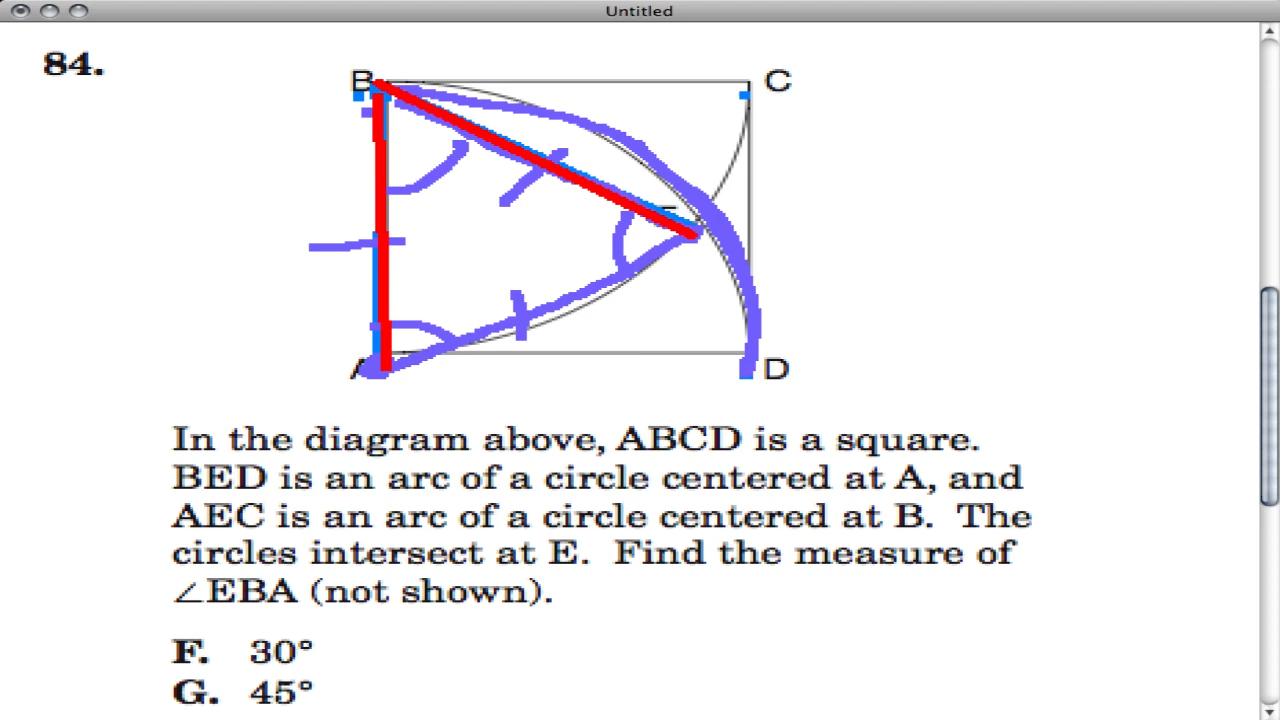 Untitled
84.
B
C
A
D
In the diagram above, ABCD is a square.
BED is an arc of a circle centered at A, and
AEC is an arc of a circle centered at B. The
circles intersect at E. Find the measure of
∠EBA (not shown).
F. 30°
G. 45°